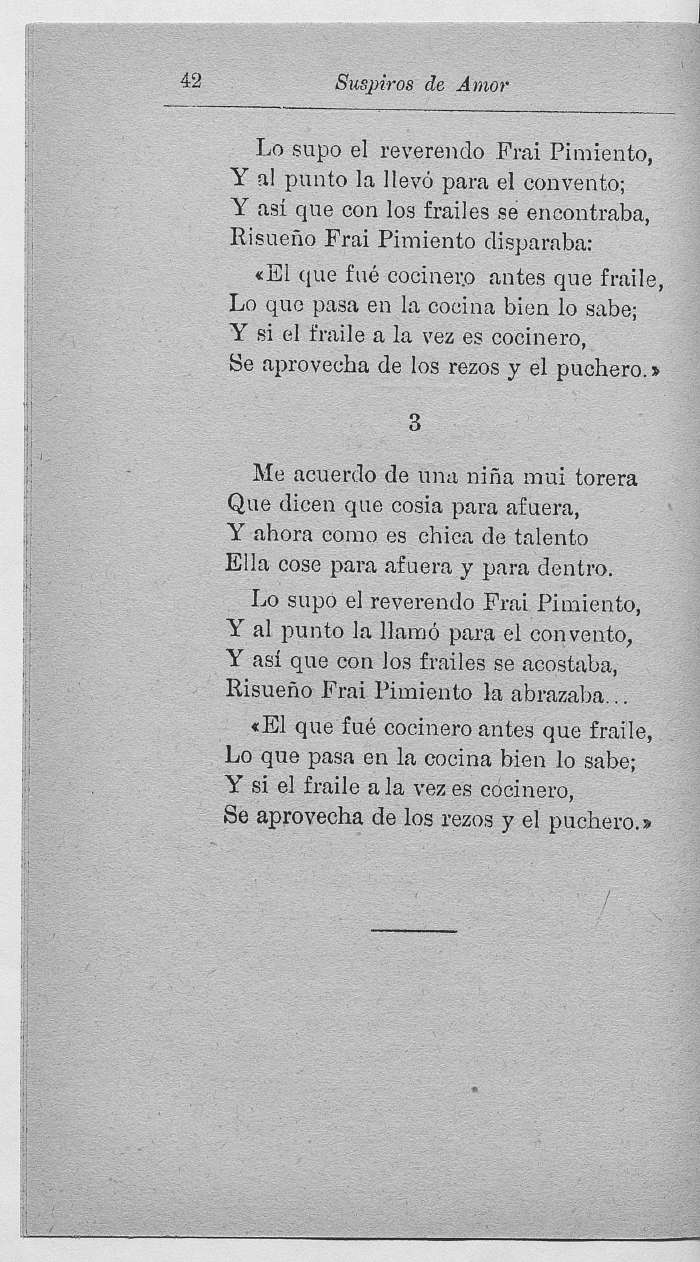 42 Suspiros de Amor
Lo supo el reverendo Frai Pimiento,
Y al punto la llevó para el convento;
Y así que con los frailes se encontraba,
Risueño Frai Pimiento disparaba:
«El que fué cocinero antes que fraile,
Lo que pasa en la cocina bien lo sabe;
Y si el fraile a la vez es cocinero,
Se aprovecha de los rezos y el puchero.»
3
Me acuerdo de una niña mui torera
Que dicen que cosia para afuera,
Y ahora como es chica de talento
Ella cose para afuera y para dentro.
Lo supo el reverendo Frai Pimiento,
Y al punto la llamó para el convento,
Y así que con los frailes se acostaba,
Risueño Frai Pimiento la abrazaba...
«El que fué cocinero antes que fraile,
Lo que pasa en la cocina bien lo sabe;
Y si el fraile a la vez es cocinero,
Se aprovecha de los rezos y el puchero.»